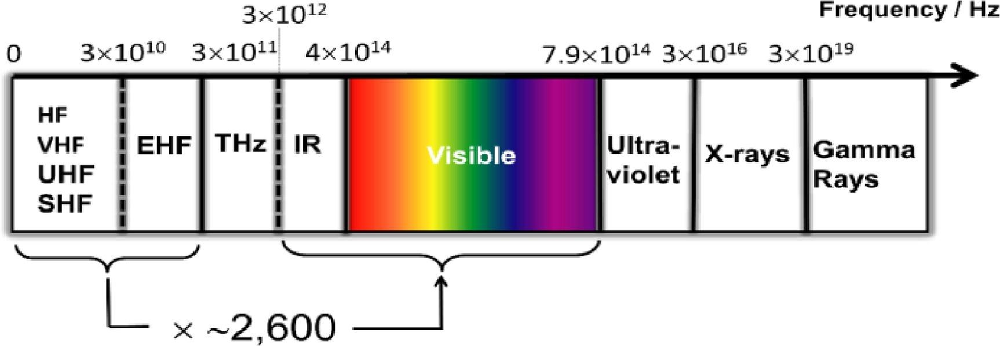 Frequency / Hz
3×10¹²
0 3×10¹⁰ 3×10¹¹ 4×10¹⁴ 7.9×10¹⁴ 3×10¹⁶ 3×10¹⁹
HF
VHF
UHF
SHF
EHF
THz
IR
Visible
Ultra-
violet
X-rays
Gamma
Rays
× ~2,600